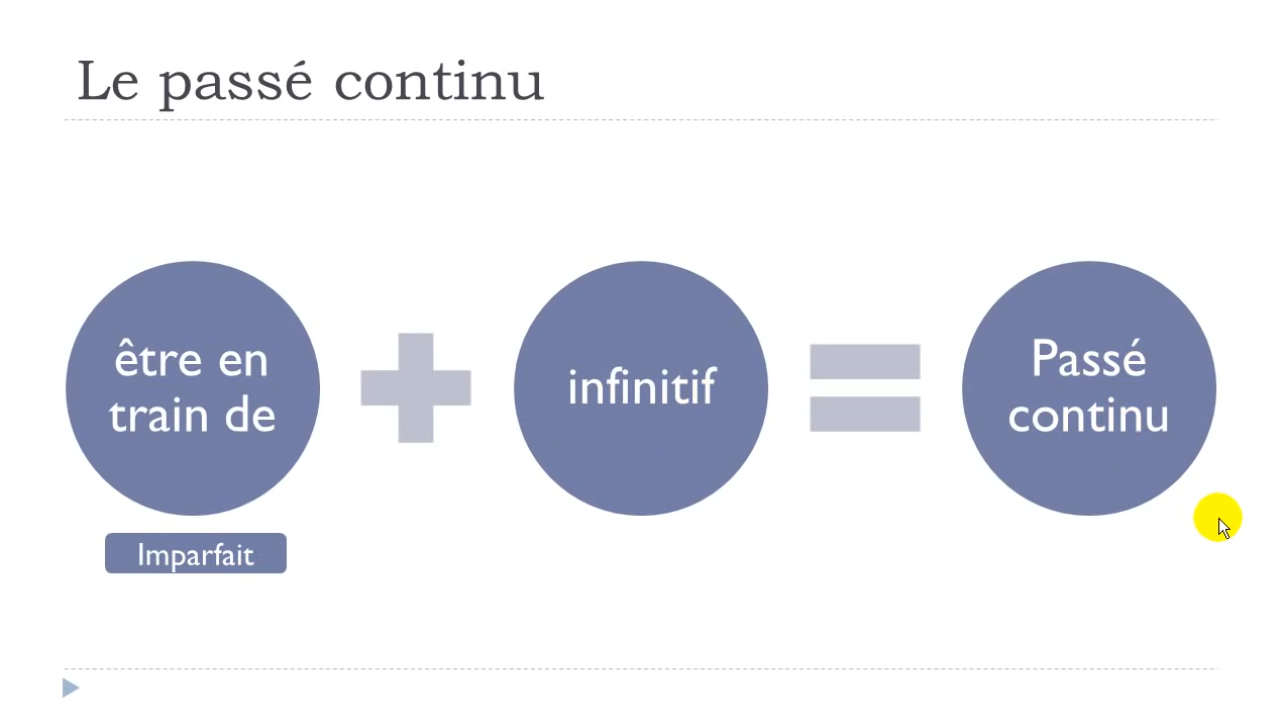 Le passé continu
être en
train de
infinitif
Passé
continu
Imparfait